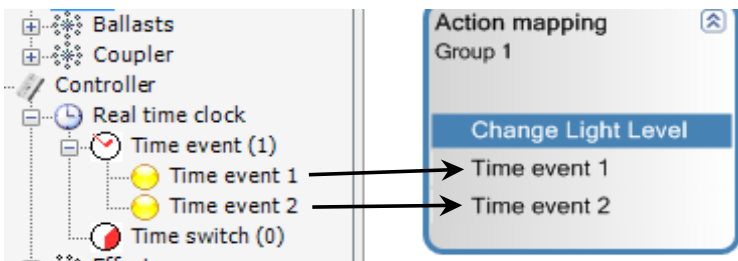 Ballasts
Coupler
Controller
Real time clock
Time event (1)
Time event 1
Time event 2
Time switch (0)
Action mapping
Group 1
Change Light Level
Time event 1
Time event 2